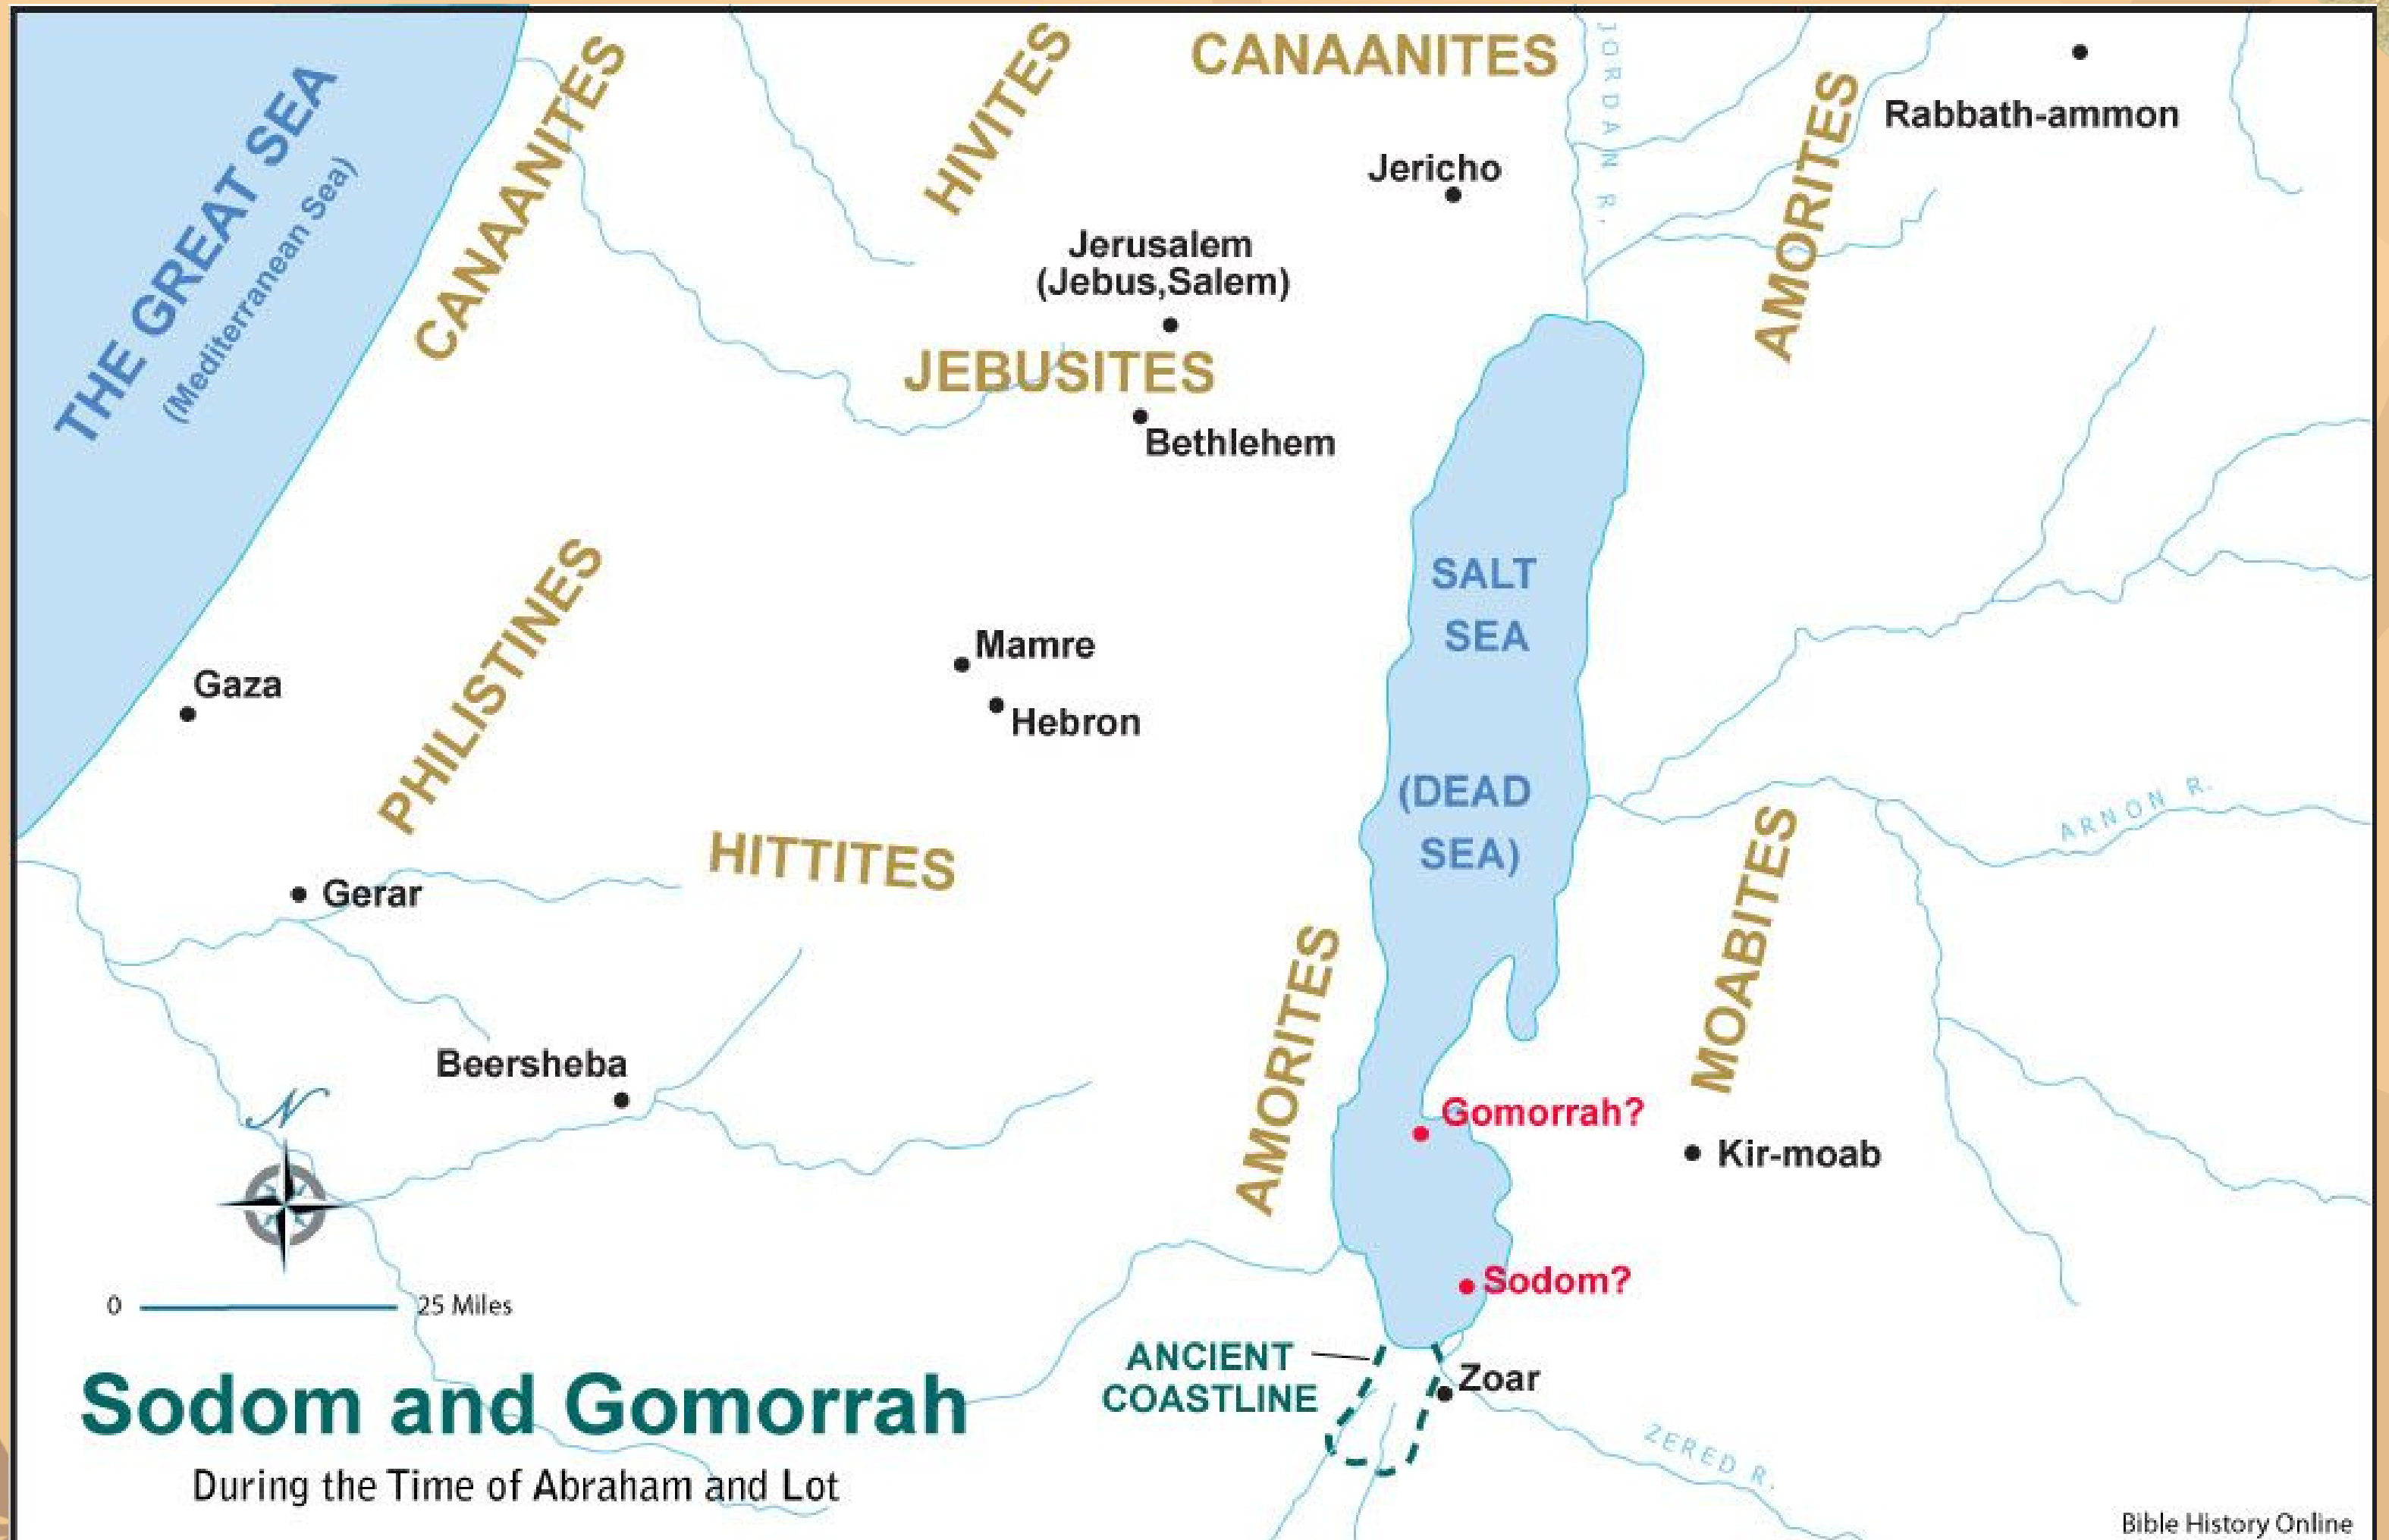 THE GREAT SEA
(Mediterranean Sea)
CANAANITES
HIVITES
CANAANITES
JORDAN R.
AMORITES
Rabbath-ammon
Jericho
Jerusalem
(Jebus,Salem)
JEBUSITES
Bethlehem
SALT
SEA
(DEAD
SEA)
PHILISTINES
Mamre
Hebron
Gaza
HITTITES
Gerar
ARNON R.
MOABITES
AMORITES
Beersheba
Gomorrah?
Kir-moab
N
Sodom?
0 25 Miles
ANCIENT
COASTLINE
Zoar
ZERED R.
Sodom and Gomorrah
During the Time of Abraham and Lot
Bible History Online